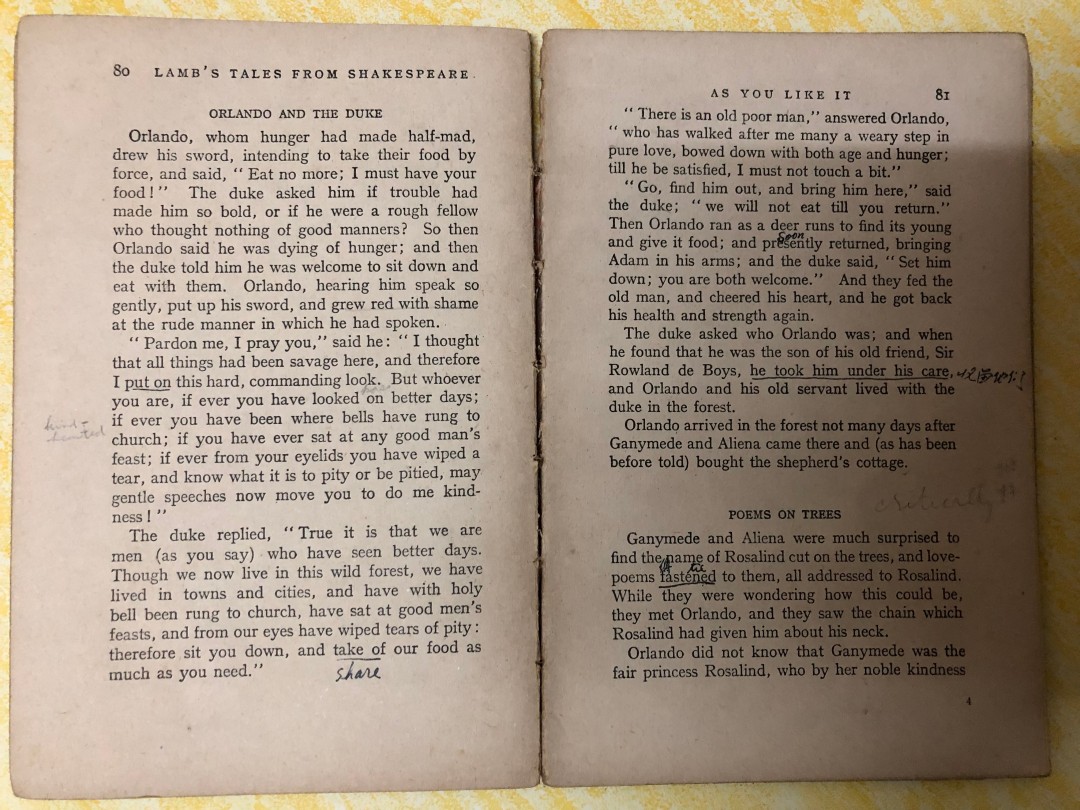 80 LAMB'S TALES FROM SHAKESPEARE
ORLANDO AND THE DUKE
Orlando, whom hunger had made half-mad,
drew his sword, intending to take their food by
force, and said, "Eat no more; I must have your
food!" The duke asked him if trouble had
made him so bold, or if he were a rough fellow
who thought nothing of good manners? So then
Orlando said he was dying of hunger; and then
the duke told him he was welcome to sit down and
eat with them. Orlando, hearing him speak so
gently, put up his sword, and grew red with shame
at the rude manner in which he had spoken.
"Pardon me, I pray you," said he: "I thought
that all things had been savage here, and therefore
I put on this hard, commanding look. But whoever
you are, if ever you have looked on better days;
if ever you have been where bells have rung to
kind-
hearted
church; if you have ever sat at any good man's
feast; if ever from your eyelids you have wiped a
tear, and know what it is to pity or be pitied, may
gentle speeches now move you to do me kind-
ness!"
The duke replied, "True it is that we are
men (as you say) who have seen better days.
Though we now live in this wild forest, we have
lived in towns and cities, and have with holy
bell been rung to church, have sat at good men's
feasts, and from our eyes have wiped tears of pity:
therefore sit you down, and take of our food as
much as you need."
share
AS YOU LIKE IT 81
"There is an old poor man," answered Orlando,
"who has walked after me many a weary step in
pure love, bowed down with both age and hunger;
till he be satisfied, I must not touch a bit."
"Go, find him out, and bring him here," said
the duke; "we will not eat till you return."
Then Orlando ran as a deer runs to find its young
soon
and give it food; and presently returned, bringing
Adam in his arms; and the duke said, "Set him
down; you are both welcome." And they fed the
old man, and cheered his heart, and he got back
his health and strength again.
The duke asked who Orlando was; and when
he found that he was the son of his old friend, Sir
Rowland de Boys, he took him under his care,
and Orlando and his old servant lived with the
duke in the forest.
Orlando arrived in the forest not many days after
Ganymede and Aliena came there and (as has been
before told) bought the shepherd's cottage.
POEMS ON TREES
Ganymede and Aliena were much surprised to
find the name of Rosalind cut on the trees, and love-
tie
poems fastened to them, all addressed to Rosalind.
While they were wondering how this could be,
they met Orlando, and they saw the chain which
Rosalind had given him about his neck.
Orlando did not know that Ganymede was the
fair princess Rosalind, who by her noble kindness
4